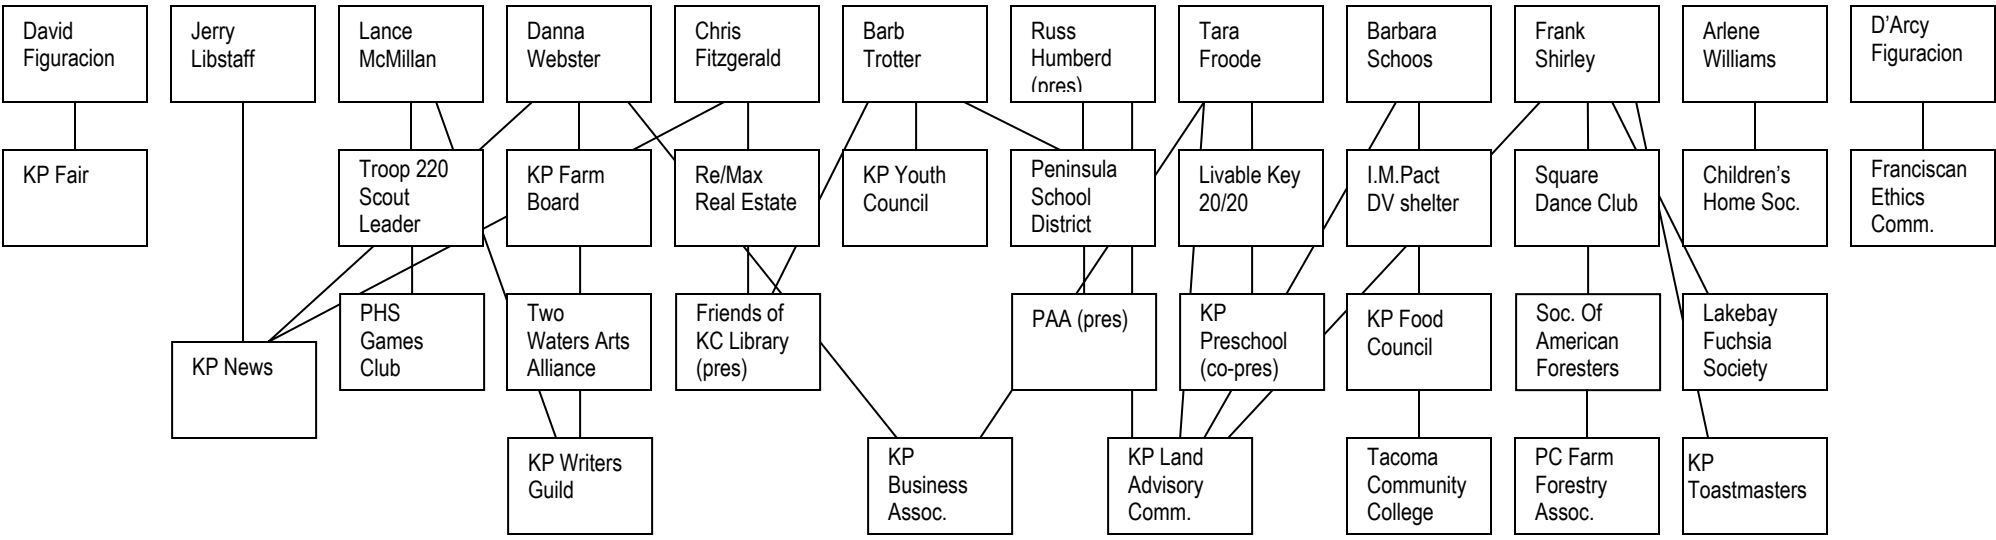 David
Figuracion
Jerry
Libstaff
Lance
McMillan
Danna
Webster
Chris
Fitzgerald
Barb
Trotter
Russ
Humberd
(pres)
Tara
Froode
Barbara
Schoos
Frank
Shirley
Arlene
Williams
D’Arcy
Figuracion
KP Fair
Troop 220
Scout
Leader
KP Farm
Board
Re/Max
Real Estate
KP Youth
Council
Peninsula
School
District
Livable Key
20/20
I.M.Pact
DV shelter
Square
Dance Club
Children’s
Home Soc.
Franciscan
Ethics
Comm.
KP News
PHS
Games
Club
Two
Waters Arts
Alliance
Friends of
KC Library
(pres)
PAA (pres)
KP
Preschool
(co-pres)
KP Food
Council
Soc. Of
American
Foresters
Lakebay
Fuchsia
Society
KP Writers
Guild
KP
Business
Assoc.
KP Land
Advisory
Comm.
Tacoma
Community
College
PC Farm
Forestry
Assoc.
KP
Toastmasters